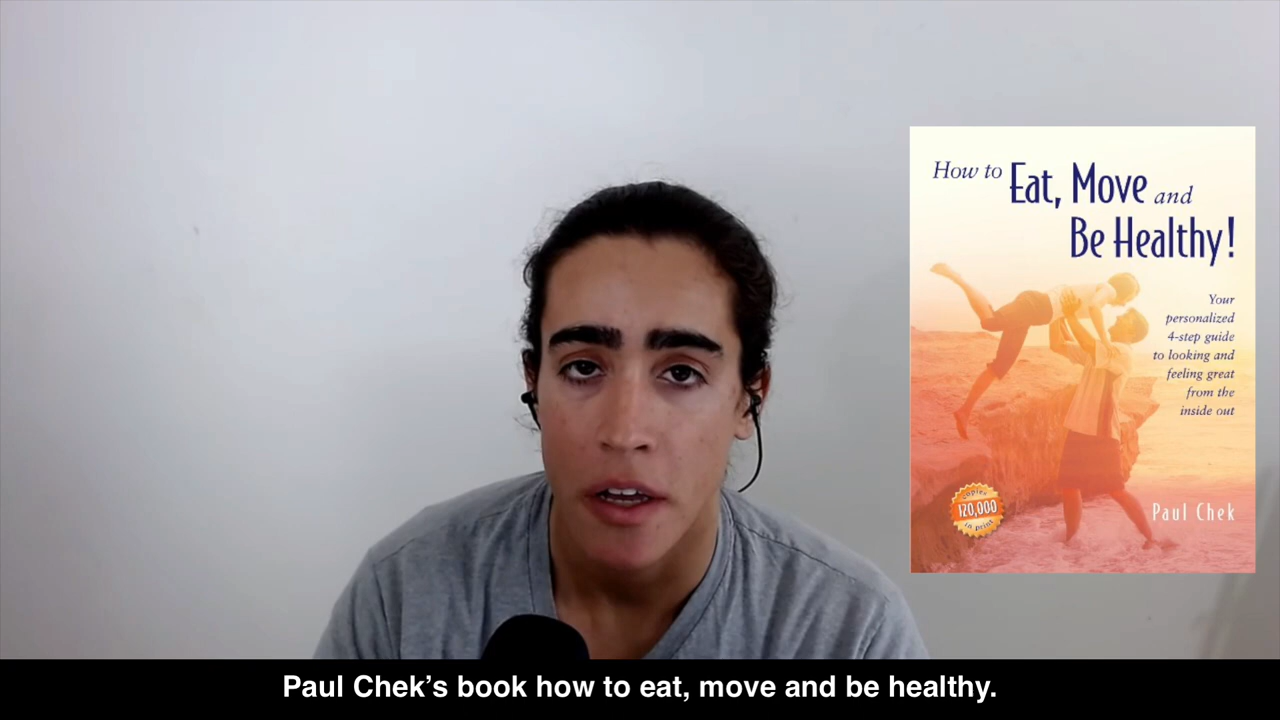 How to Eat, Move and
Be Healthy!
Your
personalized
4-step guide
to looking and
feeling great
from the
inside out
copies
120,000
in print
Paul Chek
Paul Chek’s book how to eat, move and be healthy.